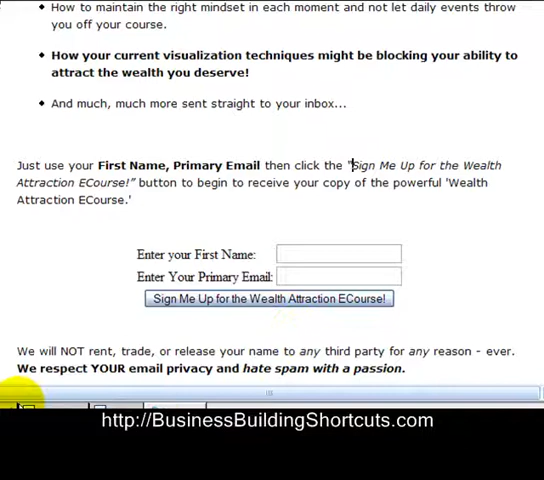 How to maintain the right mindset in each moment and not let daily events throw
you off your course.
How your current visualization techniques might be blocking your ability to
attract the wealth you deserve!
And much, much more sent straight to your inbox...
Just use your First Name, Primary Email then click the "Sign Me Up for the Wealth
Attraction ECourse!" button to begin to receive your copy of the powerful 'Wealth
Attraction ECourse.'
Enter your First Name:
Enter Your Primary Email:
Sign Me Up for the Wealth Attraction ECourse!
We will NOT rent, trade, or release your name to any third party for any reason - ever.
We respect YOUR email privacy and hate spam with a passion.
http://BusinessBuildingShortcuts.com